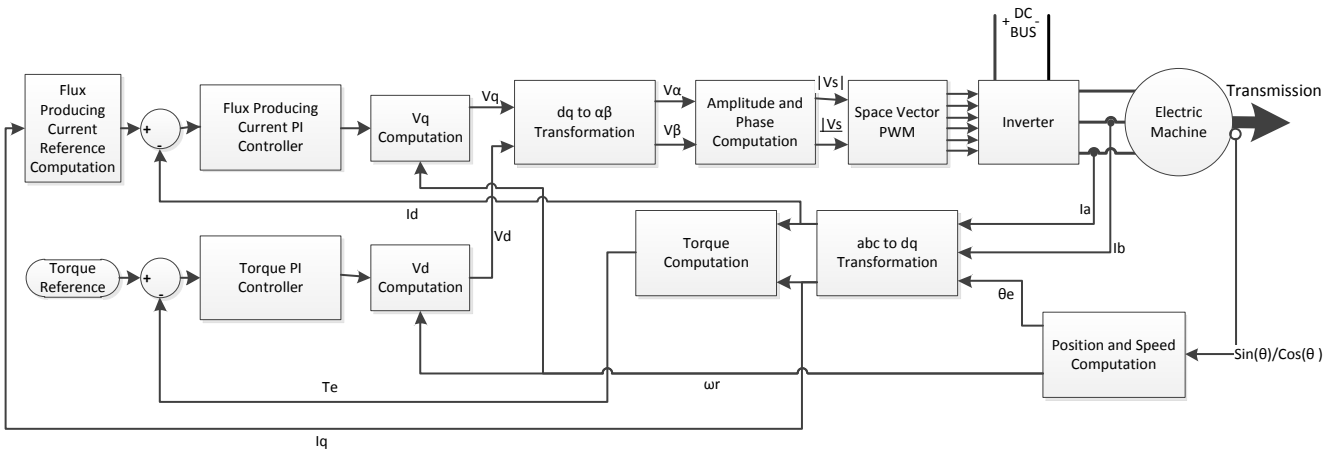 + DC -
BUS
Flux
Producing
Current
Reference
Computation
+
-
Flux Producing
Current PI
Controller
Vq
Computation
Vq
dq to αβ
Transformation
Vα
Vβ
Amplitude and
Phase
Computation
|Vs|
|Vs
Space Vector
PWM
Inverter
Electric
Machine
Transmission
Id
Vd
Ia
Ib
Torque
Reference
+
-
Torque PI
Controller
Vd
Computation
Torque
Computation
abc to dq
Transformation
θe
Position and Speed
Computation
Sin(θ)/Cos(θ )
Te
ωr
Iq